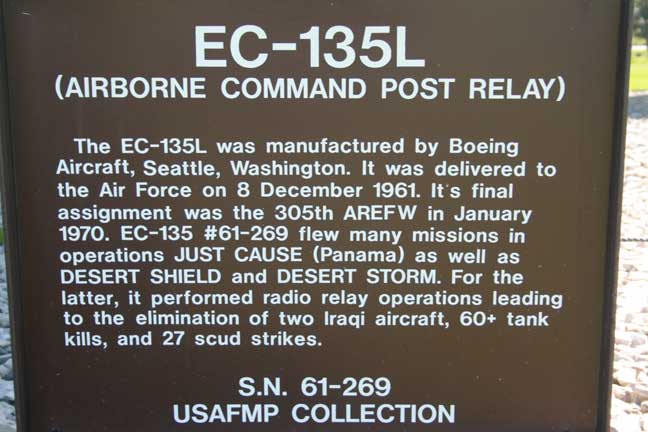 EC-135L
(AIRBORNE COMMAND POST RELAY)
The EC-135L was manufactured by Boeing
Aircraft, Seattle, Washington. It was delivered to
the Air Force on 8 December 1961. It's final
assignment was the 305th AREFW in January
1970. EC-135 #61-269 flew many missions in
operations JUST CAUSE (Panama) as well as
DESERT SHIELD and DESERT STORM. For the
latter, it performed radio relay operations leading
to the elimination of two Iraqi aircraft, 60+ tank
kills, and 27 scud strikes.
S.N. 61-269
USAFMP COLLECTION